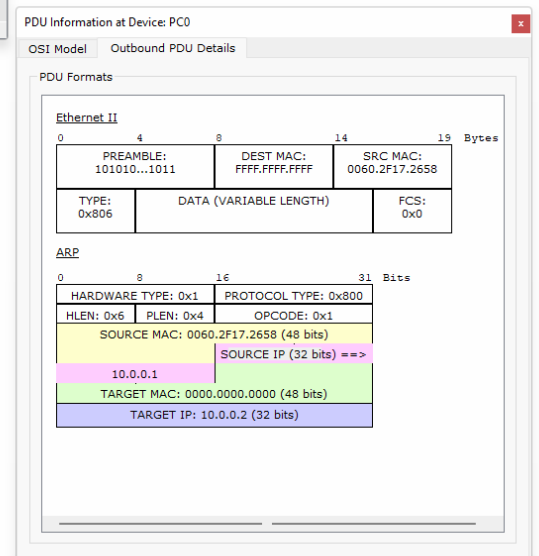 PDU Information at Device: PC0
x
OSI Model Outbound PDU Details
PDU Formats
Ethernet II
0 4 8 14 19 Bytes
PREAMBLE: DEST MAC: SRC MAC:
101010...1011 FFFF.FFFF.FFFF 0060.2F17.2658
TYPE: DATA (VARIABLE LENGTH) FCS:
0x806 0x0
ARP
0 8 16 31 Bits
HARDWARE TYPE: 0x1 PROTOCOL TYPE: 0x800
HLEN: 0x6 PLEN: 0x4 OPCODE: 0x1
SOURCE MAC: 0060.2F17.2658 (48 bits)
SOURCE IP (32 bits) ==>
10.0.0.1
TARGET MAC: 0000.0000.0000 (48 bits)
TARGET IP: 10.0.0.2 (32 bits)